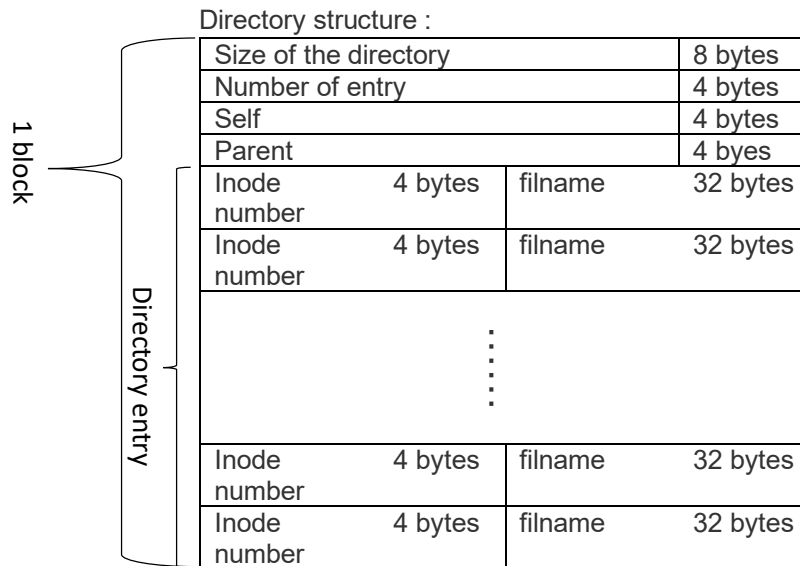 Directory structure :
Size of the directory 8 bytes
Number of entry 4 bytes
Self 4 bytes
Parent 4 byes
Inode number 4 bytes filname 32 bytes
Inode number 4 bytes filname 32 bytes
Inode number 4 bytes filname 32 bytes
Inode number 4 bytes filname 32 bytes
1 block
Directory entry